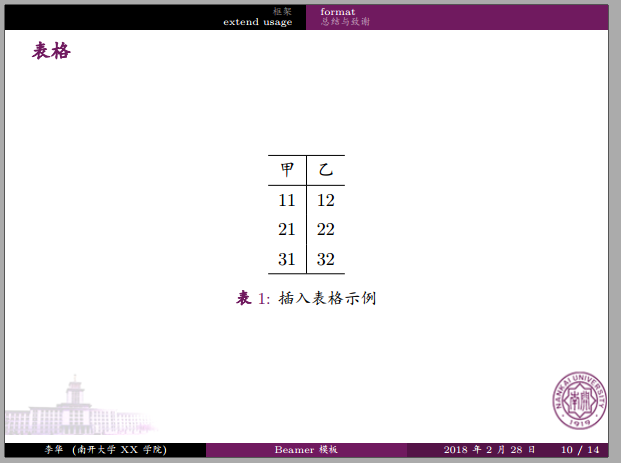 框架
extend usage
format
总结与致谢
表格
甲 乙
11 12
21 22
31 32
表 1: 插入表格示例
NANKAI UNIVERSITY
1919
李华 (南开大学 XX 学院)
Beamer 模板
2018 年 2 月 28 日
10 / 14